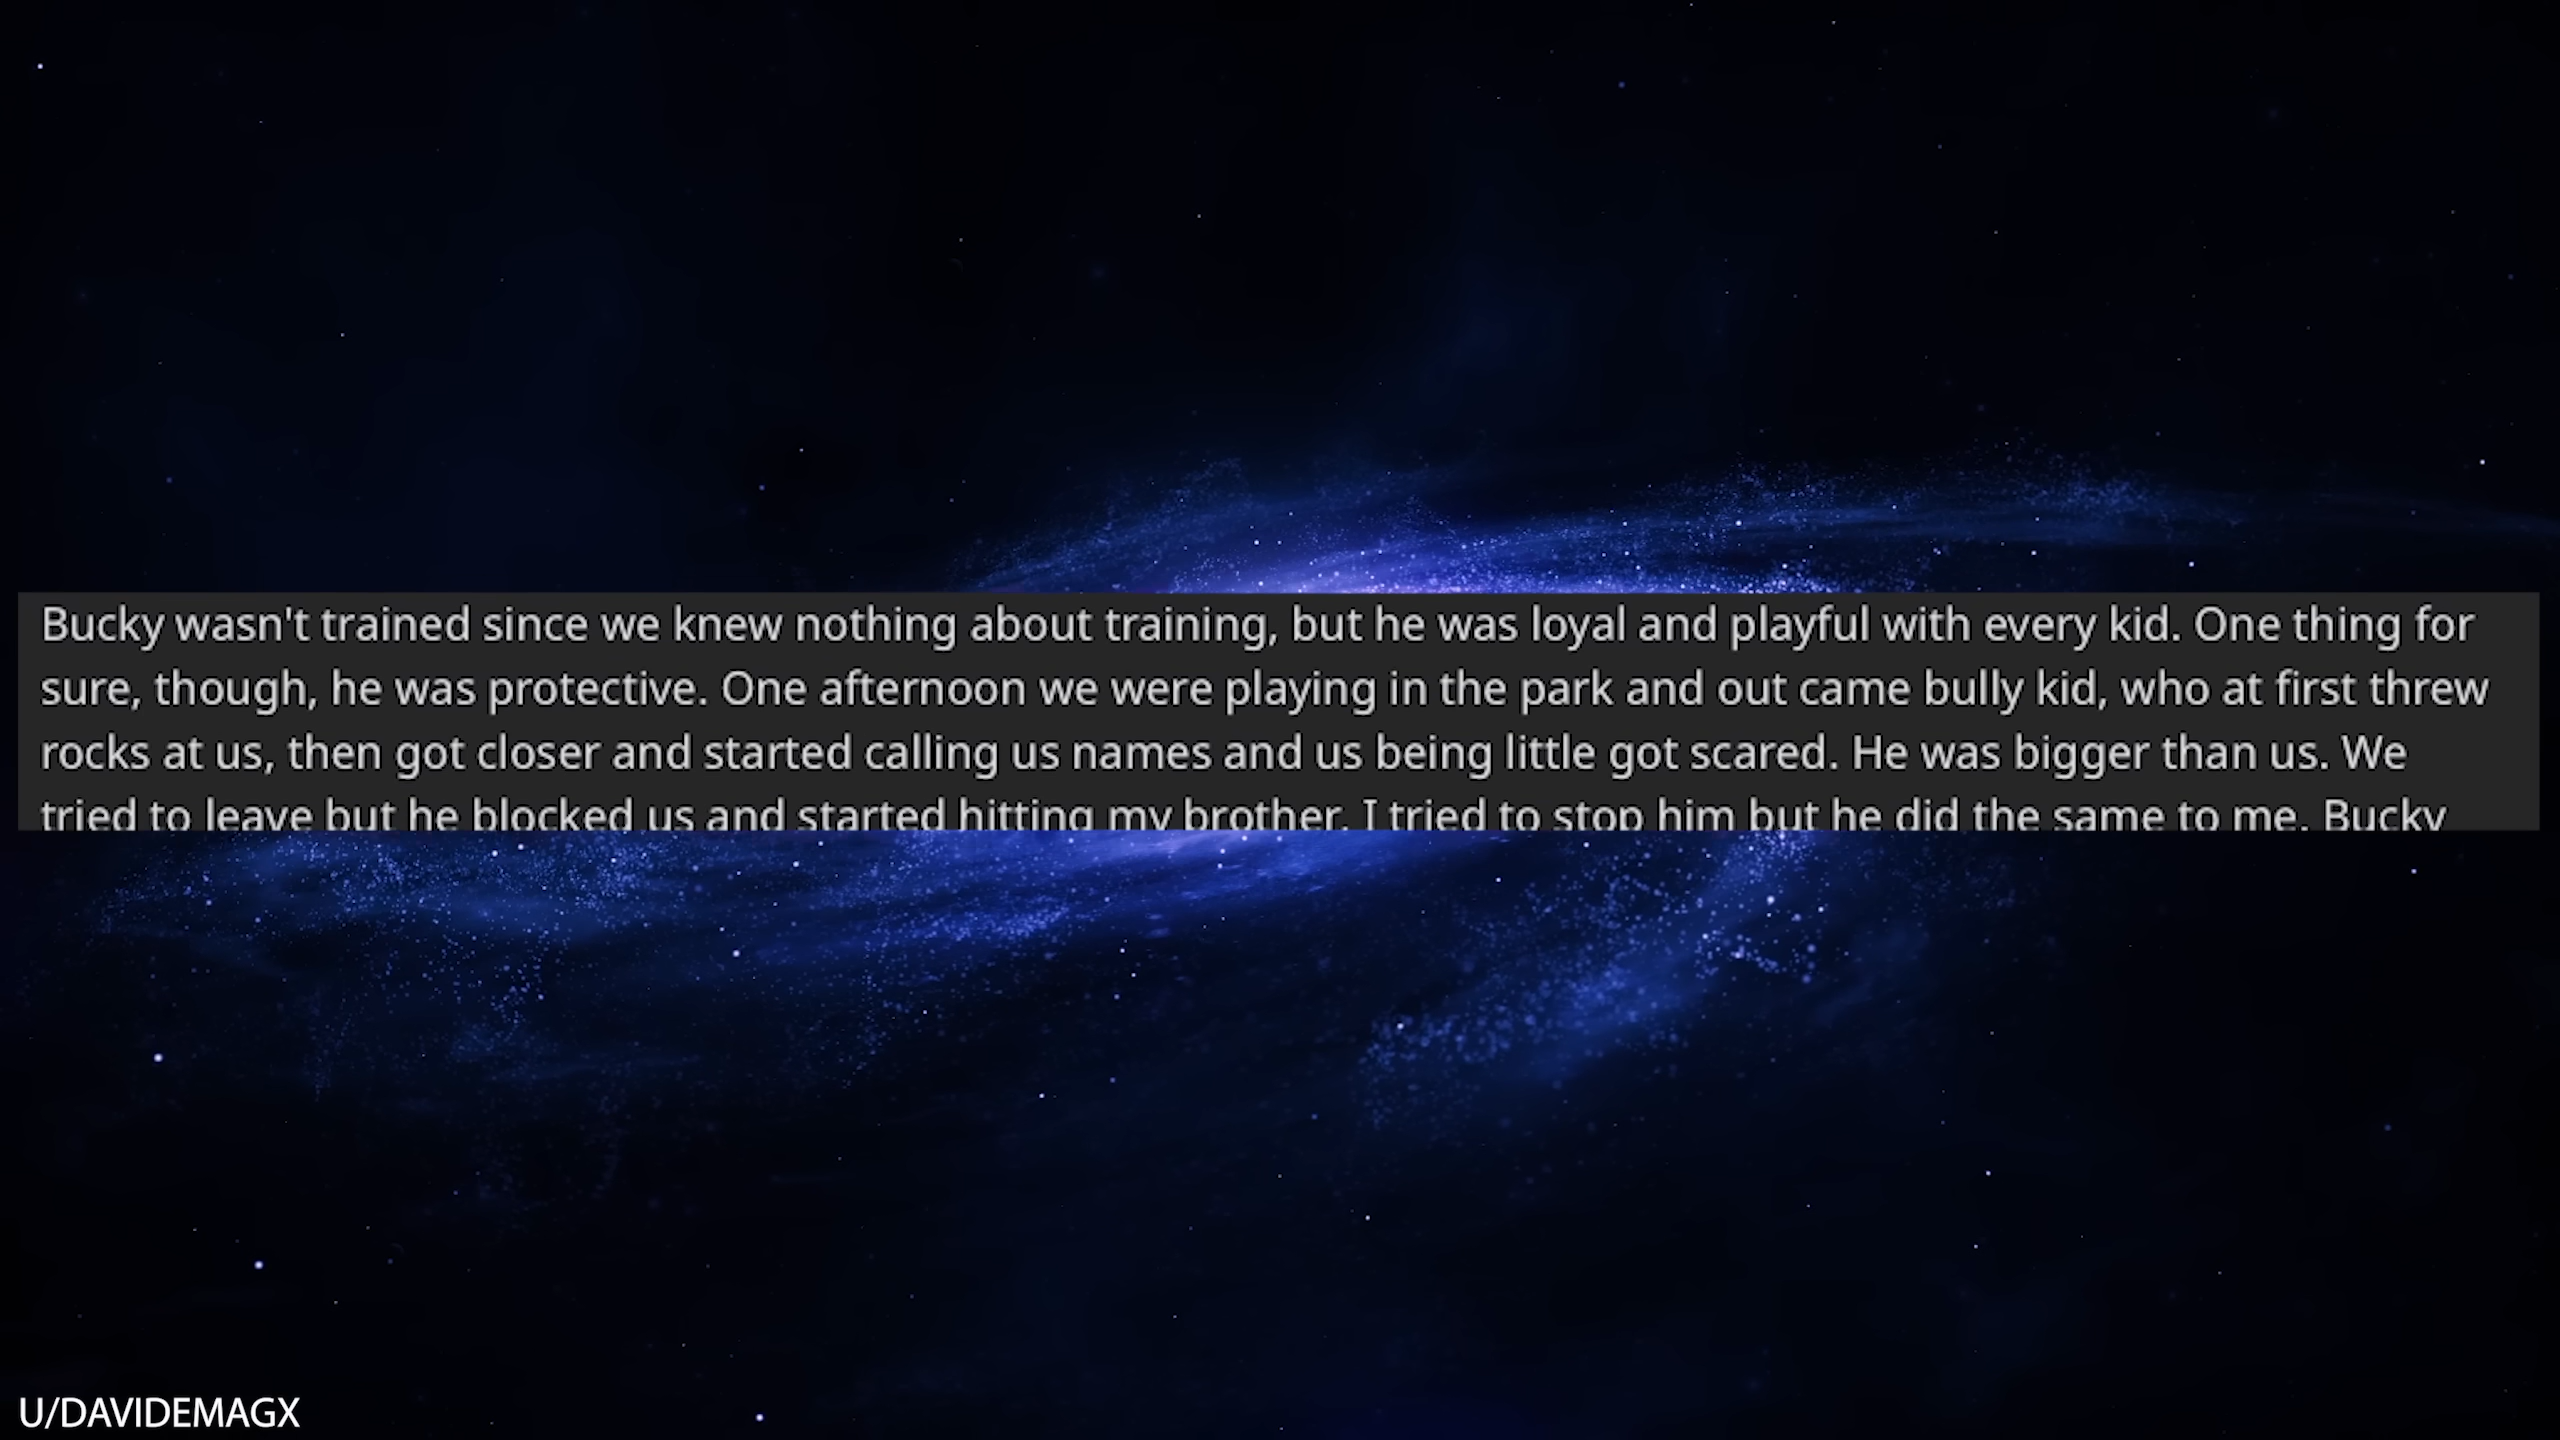 Bucky wasn't trained since we knew nothing about training, but he was loyal and playful with every kid. One thing for
sure, though, he was protective. One afternoon we were playing in the park and out came bully kid, who at first threw
rocks at us, then got closer and started calling us names and us being little got scared. He was bigger than us. We
tried to leave but he blocked us and started hitting my brother. I tried to stop him but he did the same to me. Bucky
U/DAVIDEMAGX